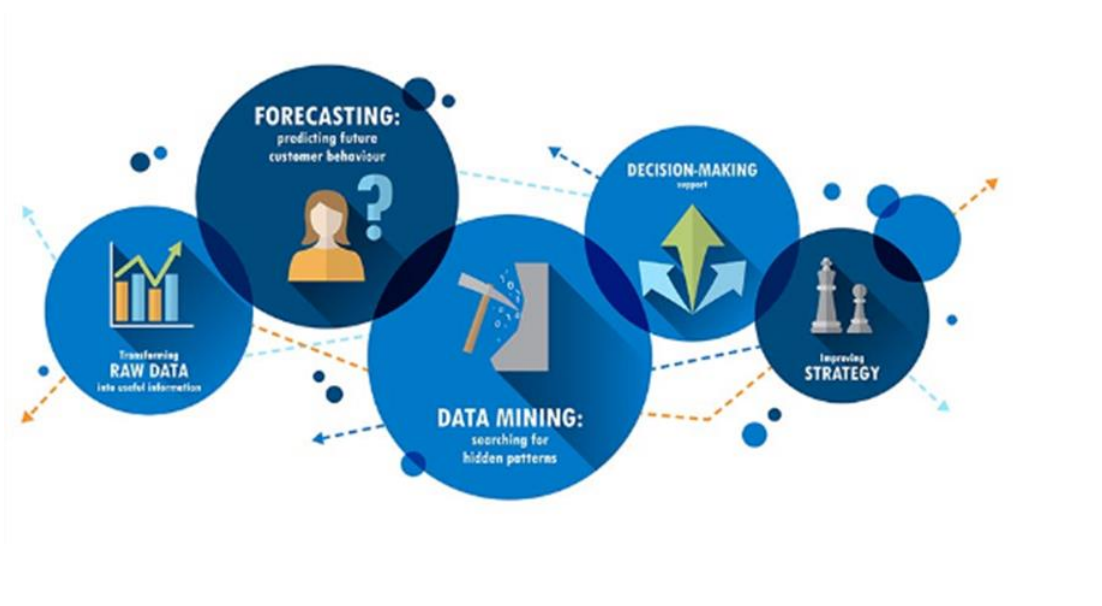 FORECASTING:
predicting future
customer behaviour
?
DECISION-MAKING
support
Transforming
RAW DATA
into useful information
Improving
STRATEGY
DATA MINING:
searching for
hidden patterns